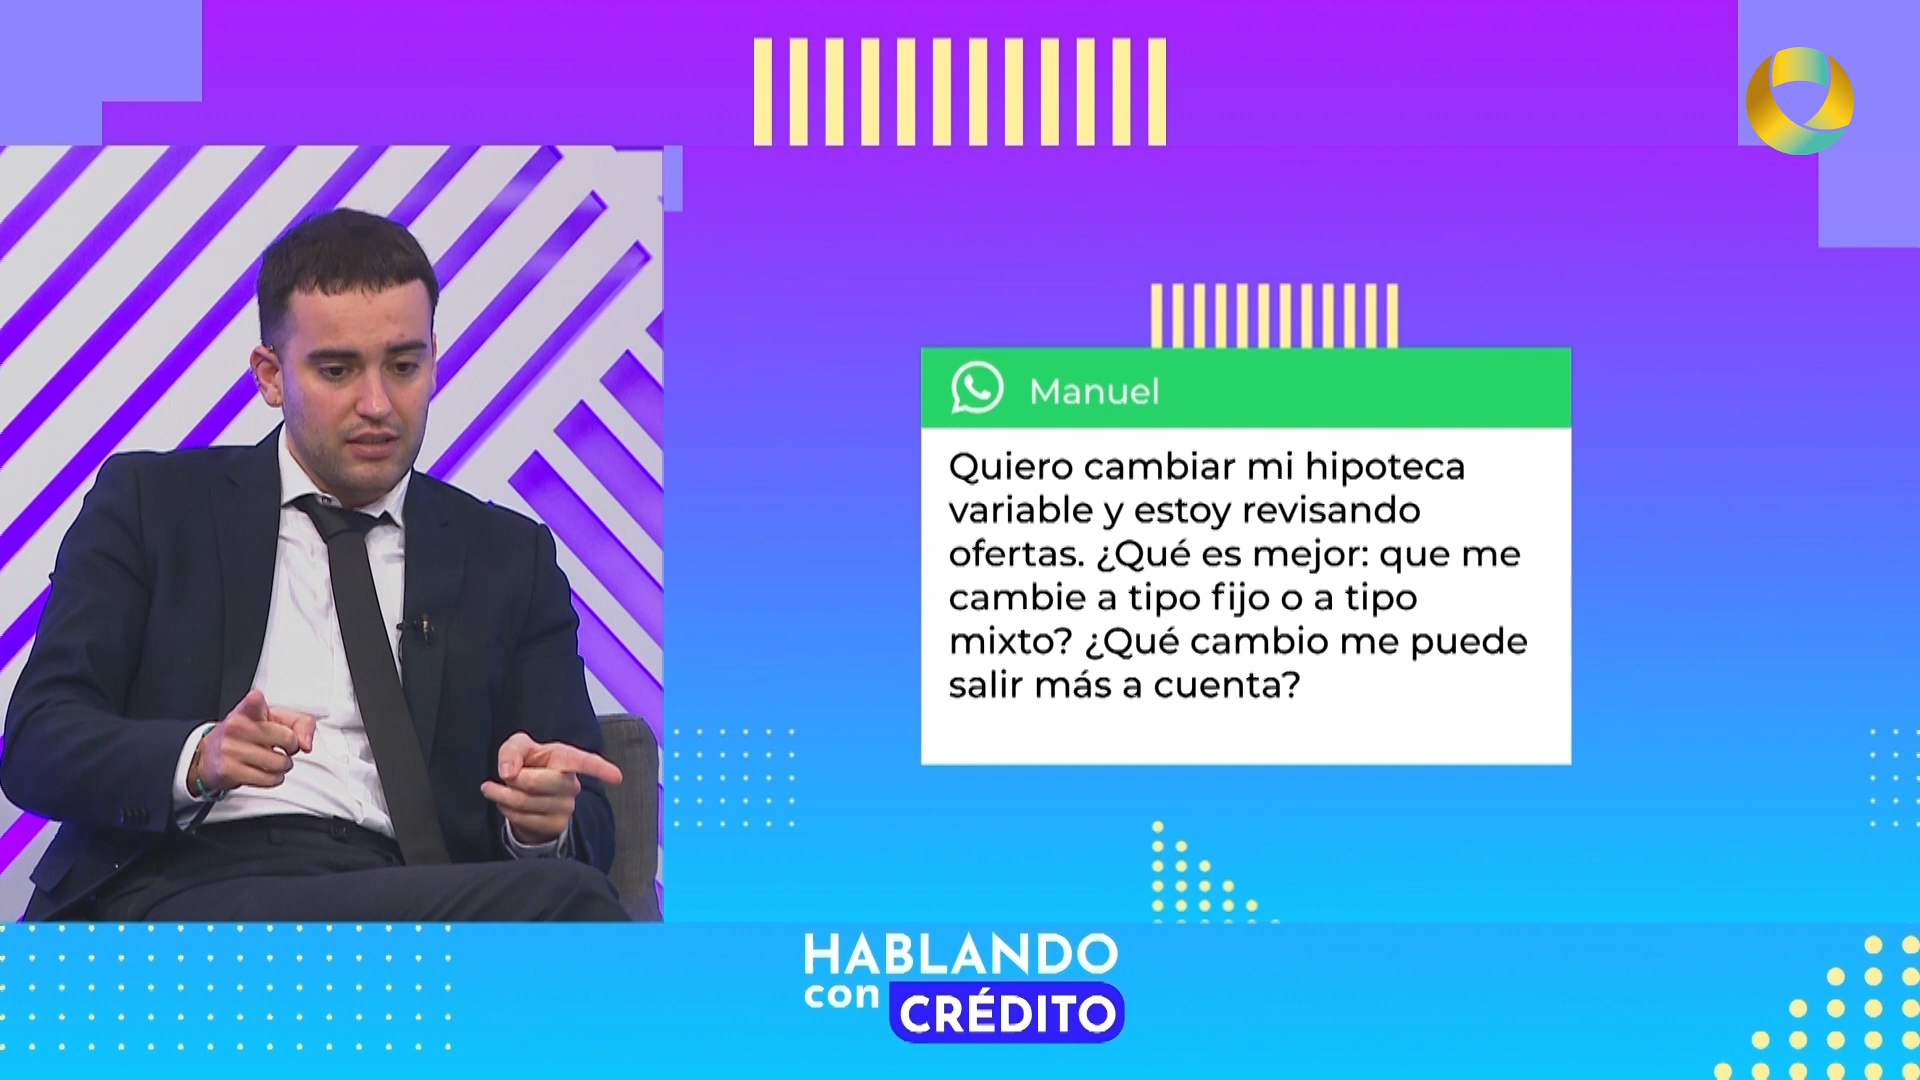 Manuel
Quiero cambiar mi hipoteca
variable y estoy revisando
ofertas. ¿Qué es mejor: que me
cambie a tipo fijo o a tipo
mixto? ¿Qué cambio me puede
salir más a cuenta?
HABLANDO
con CRÉDITO